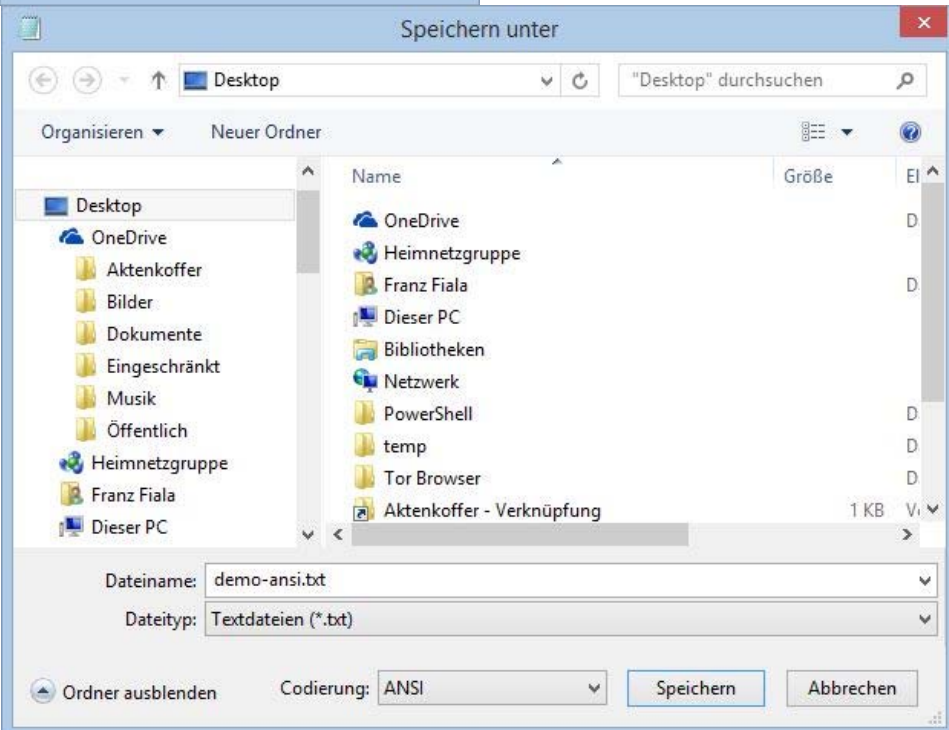 Speichern unter
Desktop
"Desktop" durchsuchen
Organisieren
Neuer Ordner
Desktop
OneDrive
Aktenkoffer
Bilder
Dokumente
Eingeschränkt
Musik
Öffentlich
Heimnetzgruppe
Franz Fiala
Dieser PC
Name Größe El
OneDrive D
Heimnetzgruppe
Franz Fiala D
Dieser PC
Bibliotheken
Netzwerk
PowerShell D
temp D
Tor Browser D
Aktenkoffer - Verknüpfung 1 KB
Dateiname: demo-ansi.txt
Dateityp: Textdateien (*.txt)
Ordner ausblenden Codierung: ANSI Speichern Abbrechen